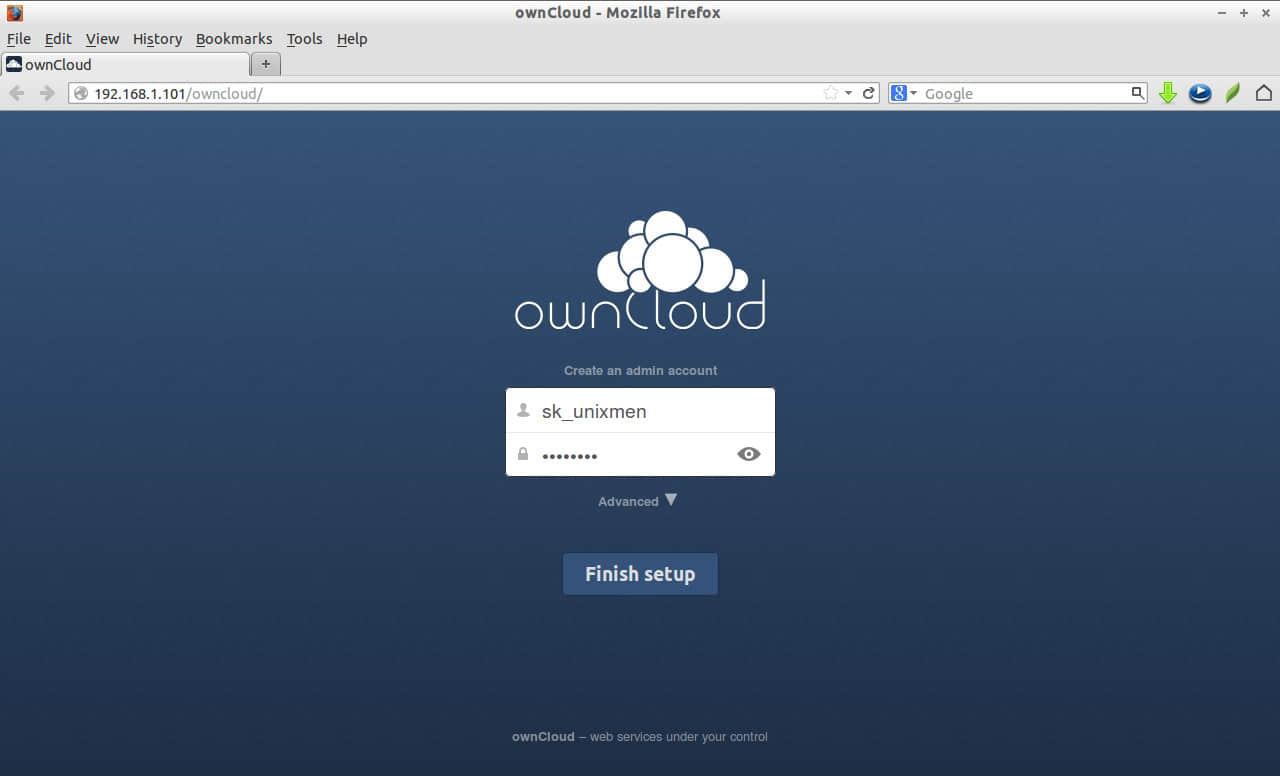 ownCloud - Mozilla Firefox
File Edit View History Bookmarks Tools Help
ownCloud
192.168.1.101/owncloud/ Google
ownCloud
Create an admin account
sk_unixmen
••••••••
Advanced ▼
Finish setup
ownCloud – web services under your control